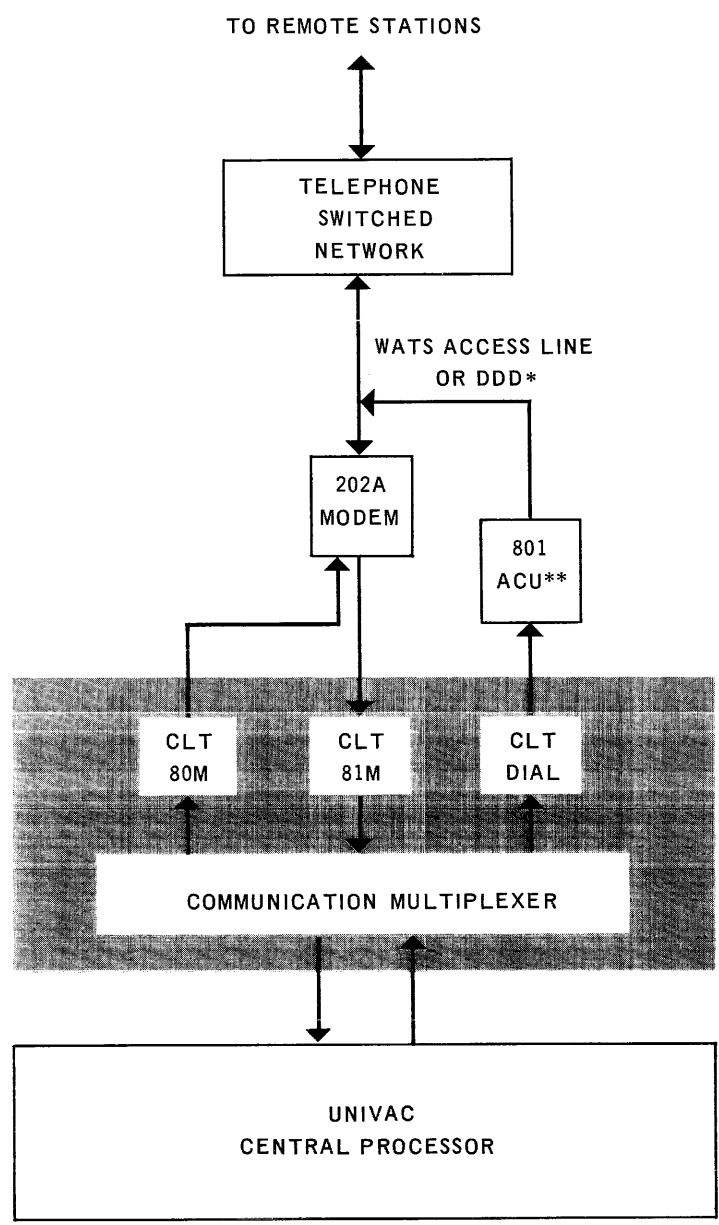 TO REMOTE STATIONS
TELEPHONE
SWITCHED
NETWORK
WATS ACCESS LINE
OR DDD*
202A
MODEM
801
ACU**
CLT
80M
CLT
81M
CLT
DIAL
COMMUNICATION MULTIPLEXER
UNIVAC
CENTRAL PROCESSOR